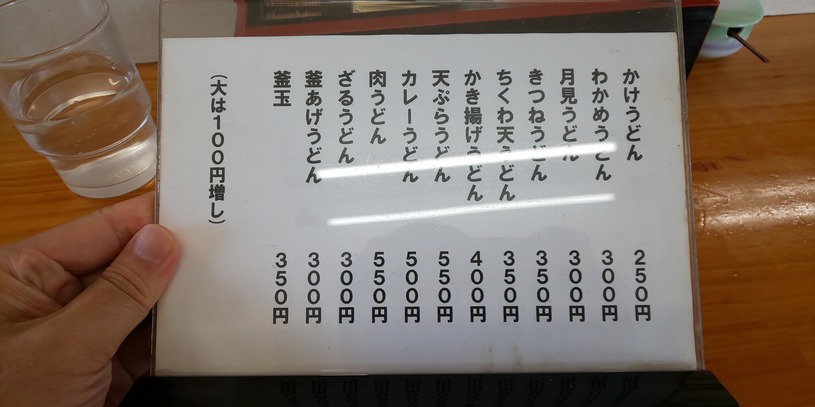 かけうどん 250円
わかめうどん 300円
月見うどん 300円
きつねうどん 350円
ちくわ天うどん 350円
かき揚げうどん 400円
天ぷらうどん 550円
カレーうどん 500円
肉うどん 550円
ざるうどん 300円
釜あげうどん 300円
釜玉 350円
(大は100円増し)